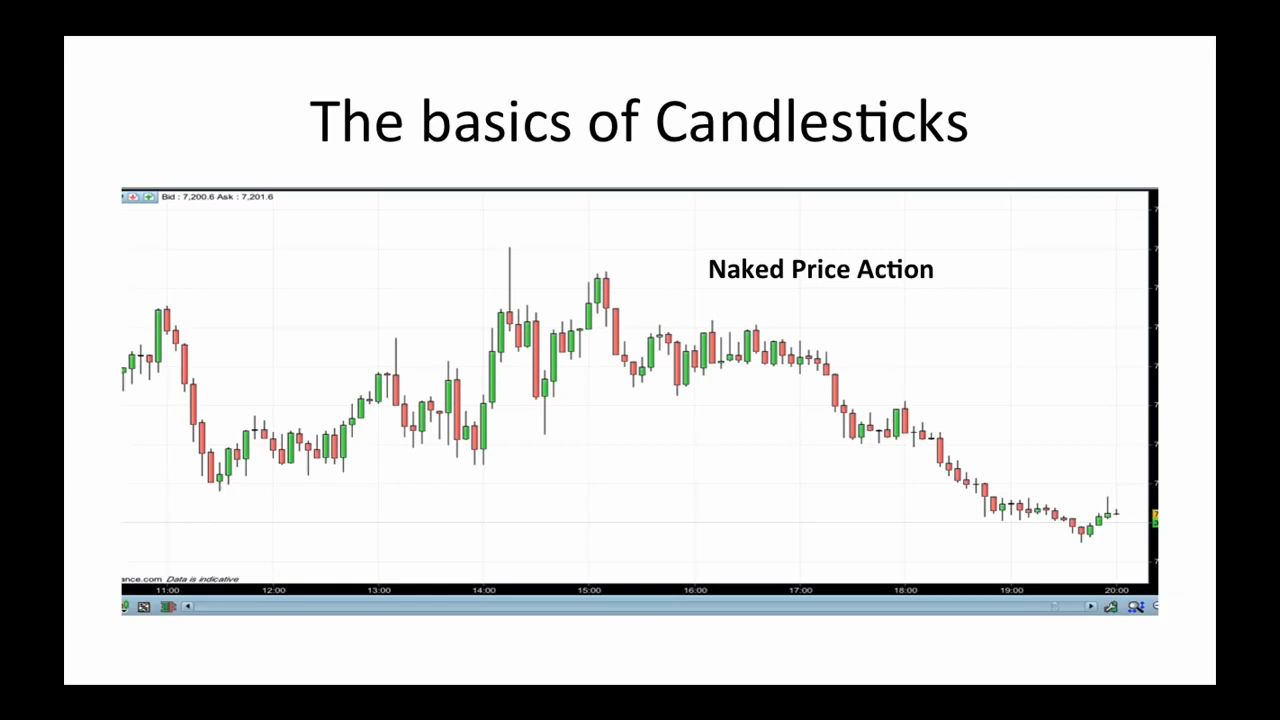 The basics of Candlesticks
Bid : 7,200.6 Ask : 7,201.6
Naked Price Action
ance.com Data is indicative
11:00 12:00 13:00 14:00 15:00 16:00 17:00 18:00 19:00 20:00